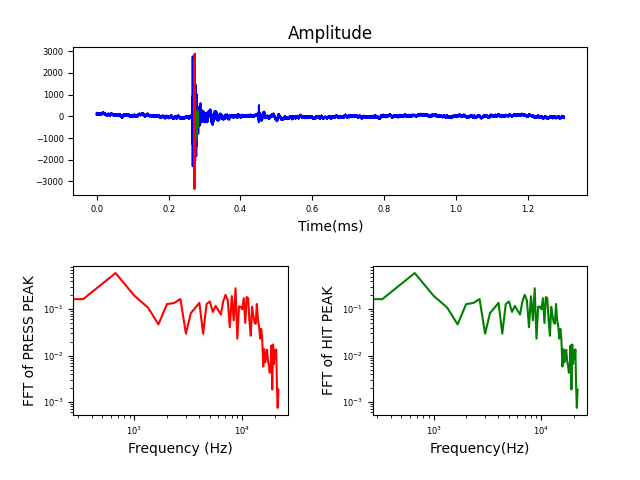 Amplitude
3000
2000
1000
0
−1000
−2000
−3000
0.0 0.2 0.4 0.6 0.8 1.0 1.2
Time(ms)
FFT of PRESS PEAK
10⁻¹
10⁻²
10⁻³
10³ 10⁴
Frequency (Hz)
FFT of HIT PEAK
10⁻¹
10⁻²
10⁻³
10³ 10⁴
Frequency(Hz)